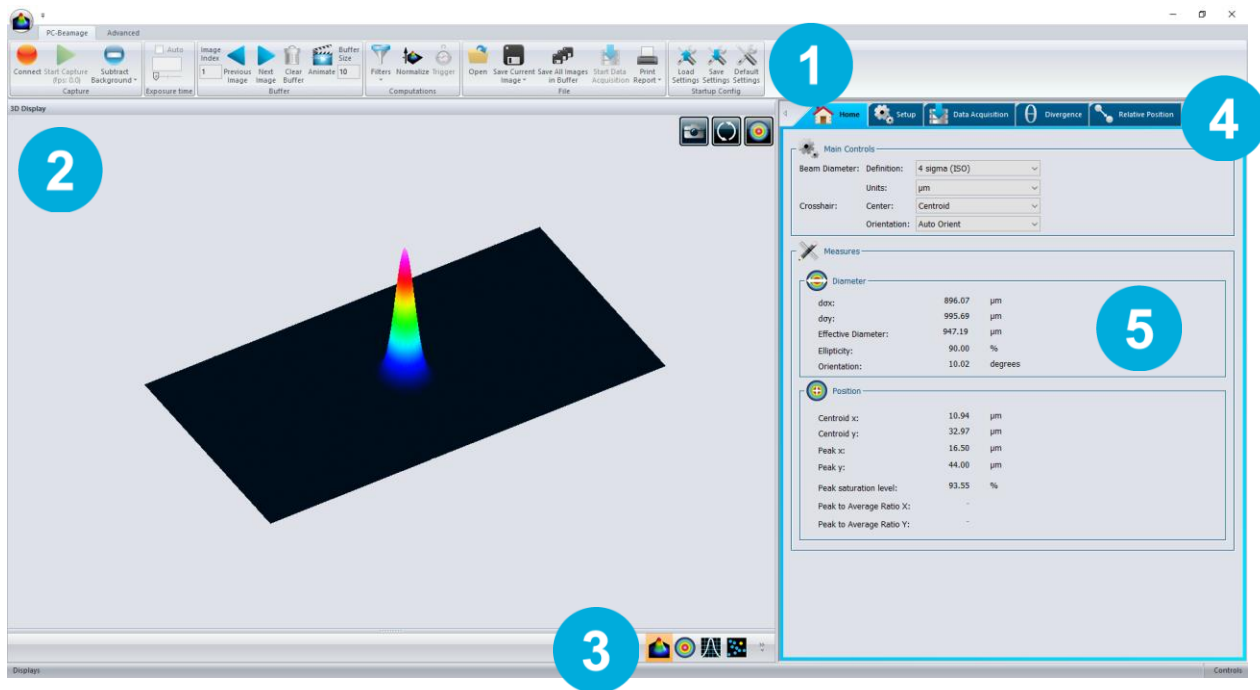 PC-Beamage Advanced
Connect Start Capture (fps: 0.0) Subtract Background
Capture
Auto
Exposure time
Image Index 1 Previous Image Next Image Clear Buffer Animate Buffer Size 10
Buffer
Filters Normalize Trigger
Computations
Open Save Current Image Save All Images in Buffer Start Data Acquisition Print Report
File
Load Settings Save Settings Default Settings
Startup Config
1
3D Display
2
Home Setup Data Acquisition Divergence Relative Position
4
Main Controls
Beam Diameter: Definition: 4 sigma (ISO)
Units: µm
Crosshair: Center: Centroid
Orientation: Auto Orient
Measures
Diameter
dσx: 896.07 µm
dσy: 995.69 µm
Effective Diameter: 947.19 µm
Ellipticity: 90.00 %
Orientation: 10.02 degrees
5
Position
Centroid x: 10.94 µm
Centroid y: 32.97 µm
Peak x: 16.50 µm
Peak y: 44.00 µm
Peak saturation level: 93.55 %
Peak to Average Ratio X: -
Peak to Average Ratio Y: -
3
Displays
Controls